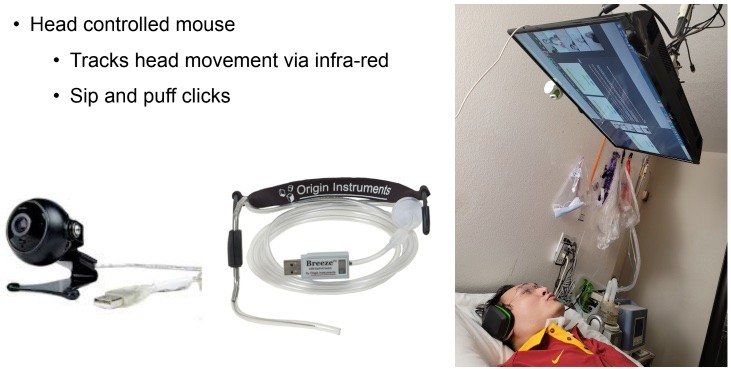 Head controlled mouse
Tracks head movement via infra-red
Sip and puff clicks
Origin Instruments
Breeze